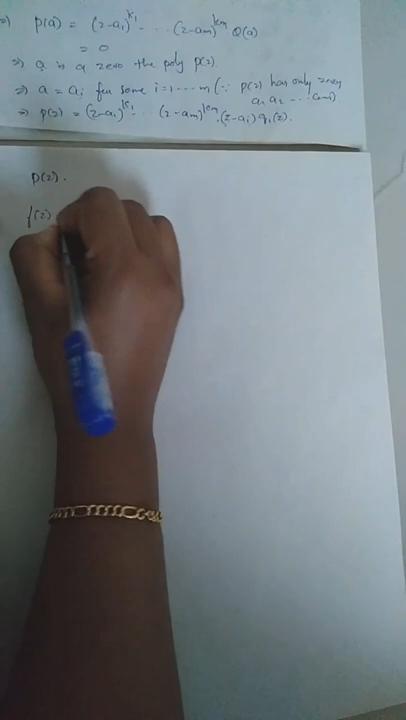 ⇒ p(a) = (z-a₁)^k₁ ... (z-aₘ)^kₘ Q(a)
= 0
⇒ a is a zero the poly p(z).
⇒ a = aᵢ for some i=1...m (∵ p(z) has only zeros
a₁ a₂ ... aₘ)
⇒ p(z) = (z-a₁)^k₁ ... (z-aₘ)^kₘ.(z-aᵢ) q₁(z).
p(z).
f(z)